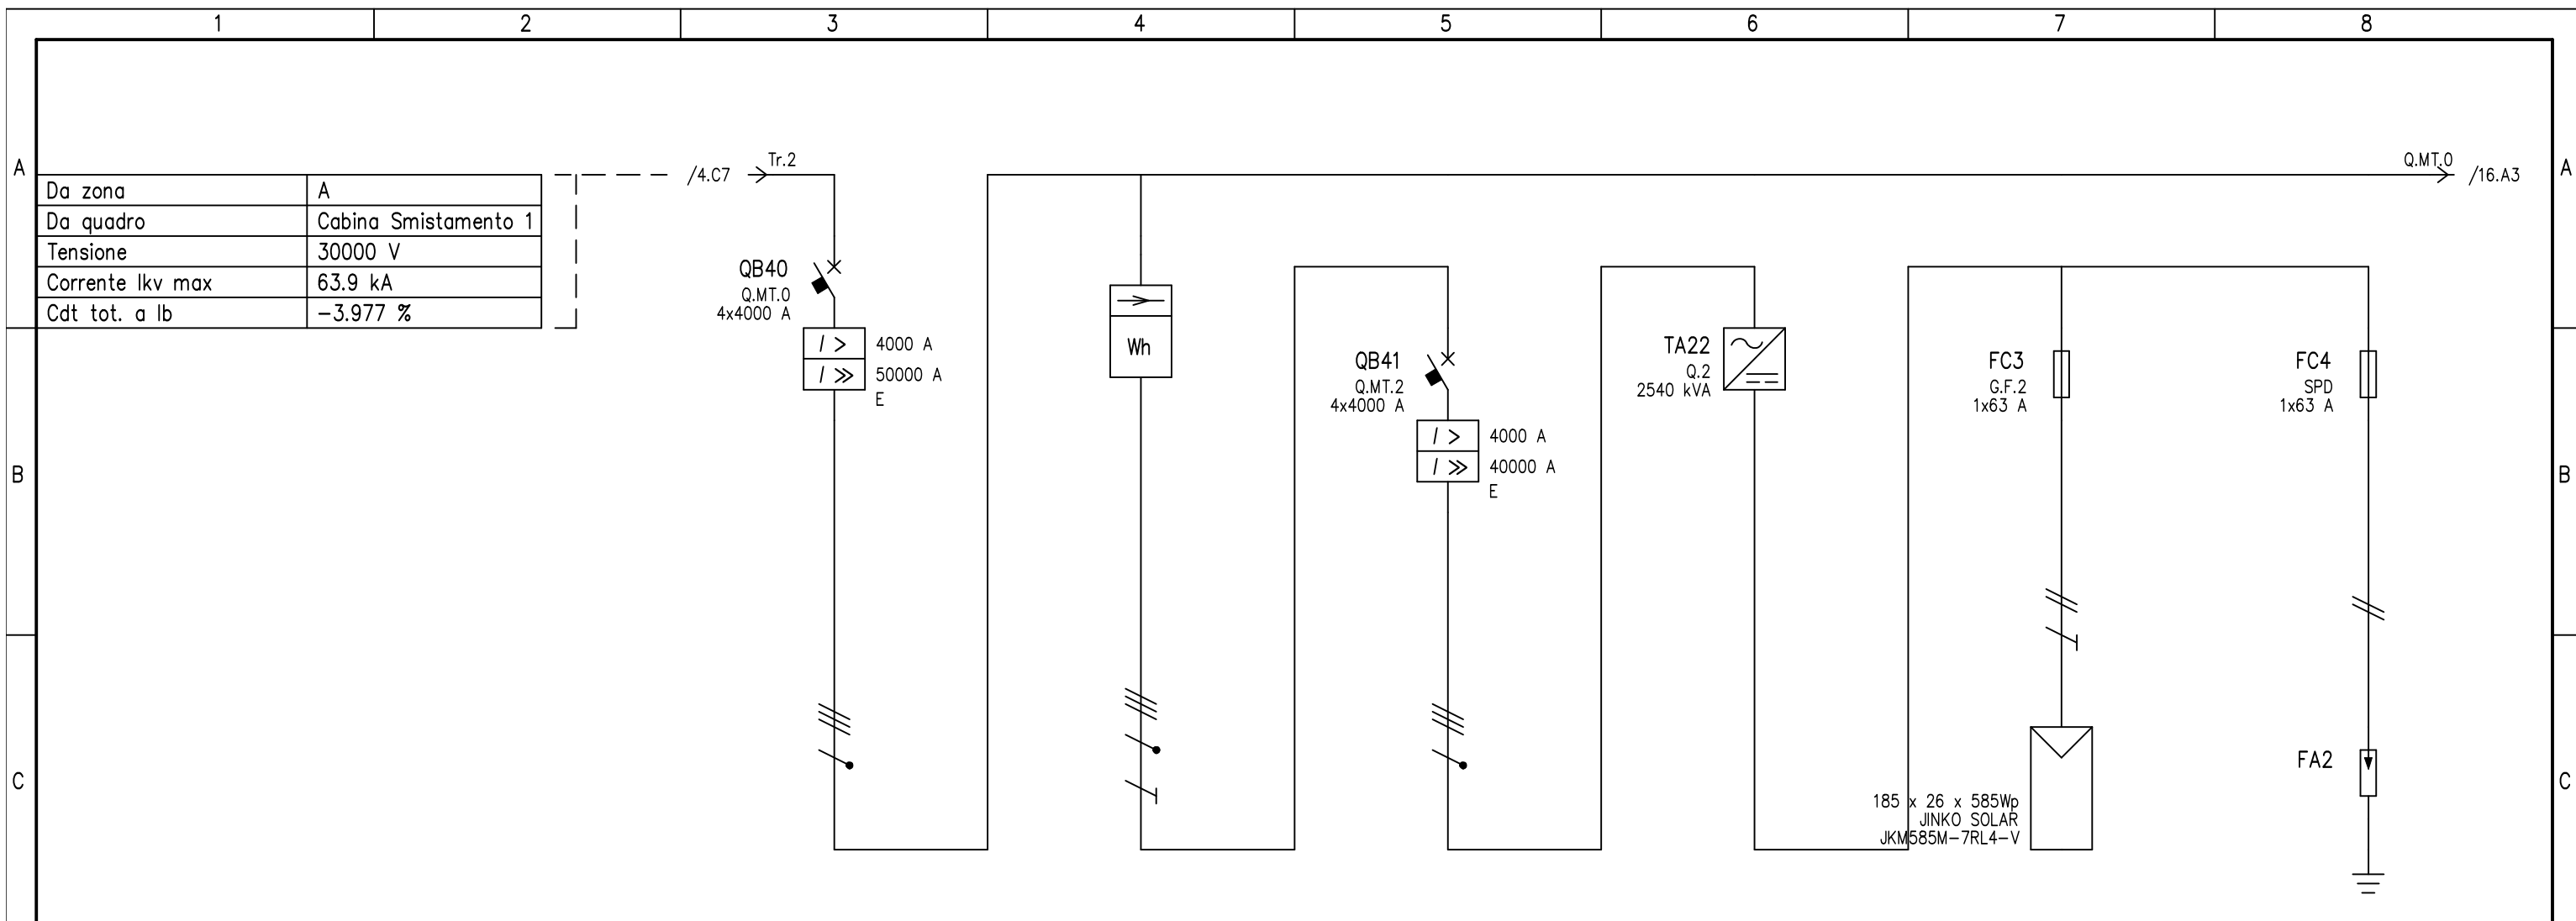 1 2 3 4 5 6 7 8
A
Da zona A
Da quadro Cabina Smistamento 1
Tensione 30000 V
Corrente Ikv max 63.9 kA
Cdt tot. a Ib -3.977 %
/4.C7 Tr.2
Q.MT.0 /16.A3
A
QB40
Q.MT.0
4x4000 A
I >
4000 A
I >>
50000 A
E
Wh
QB41
Q.MT.2
4x4000 A
I >
4000 A
I >>
40000 A
E
TA22
Q.2
2540 kVA
FC3
G.F.2
1x63 A
FC4
SPD
1x63 A
B B
185 x 26 x 585Wp
JINKO SOLAR
JKM585M-7RL4-V
FA2
C C